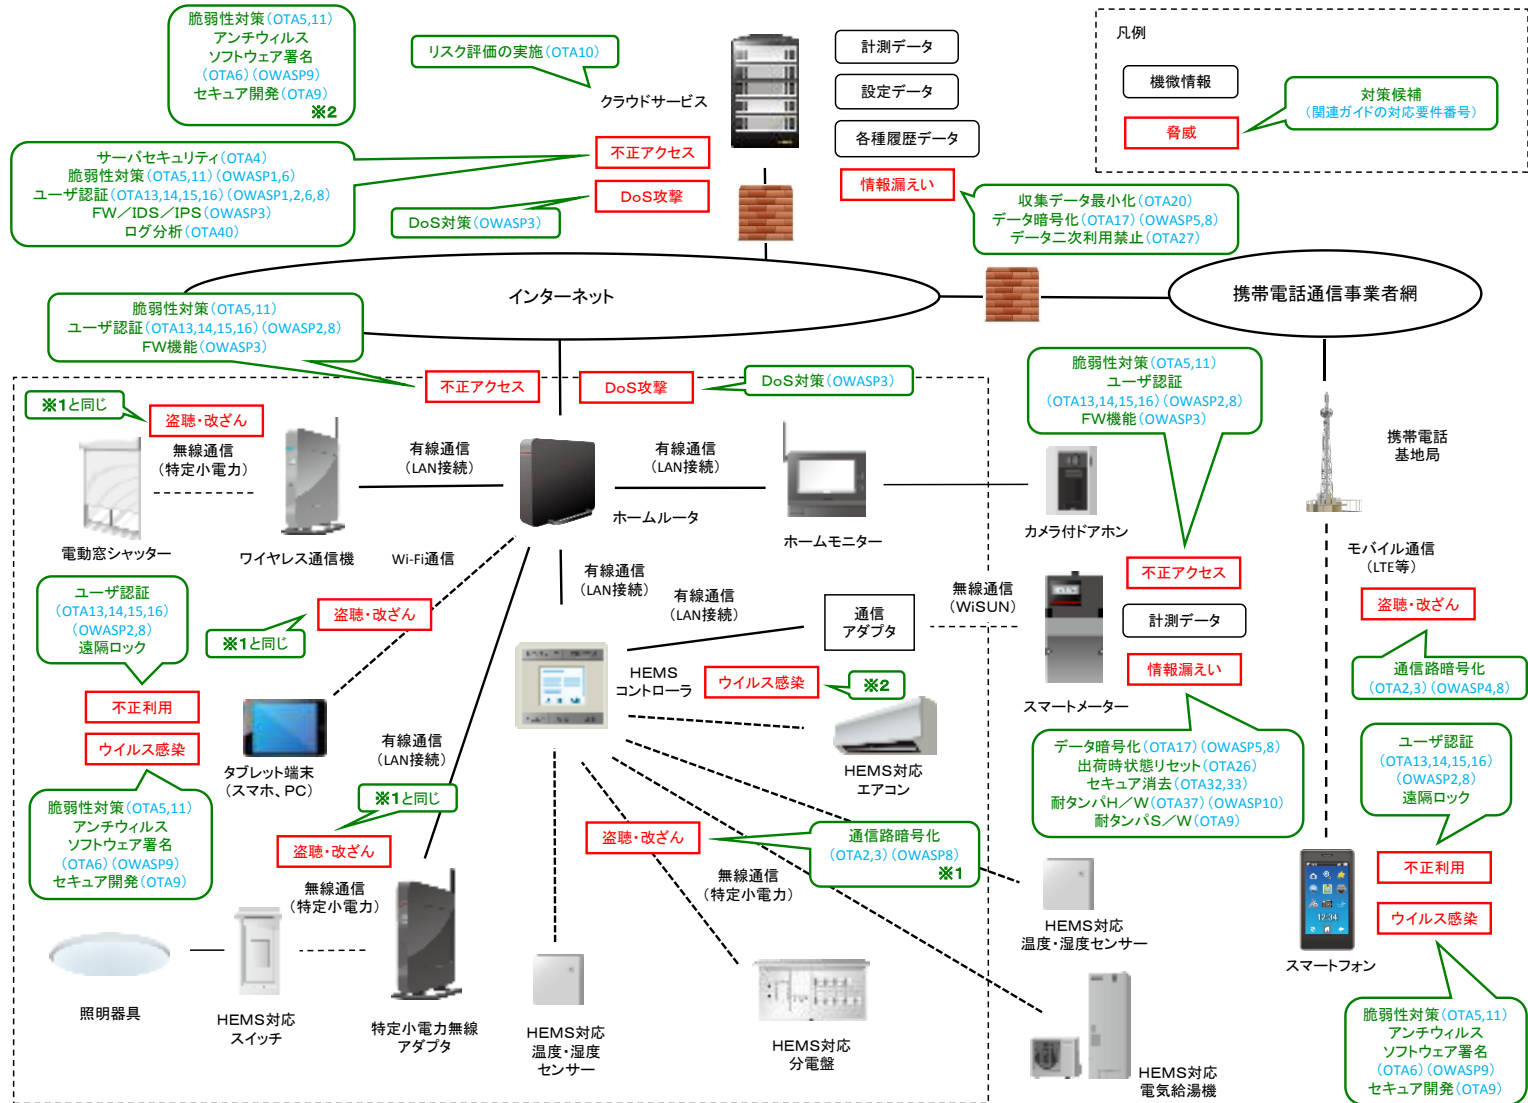 脆弱性対策(OTA5,11)
アンチウィルス
ソフトウェア署名
(OTA6)(OWASP9)
セキュア開発(OTA9)
※2
リスク評価の実施(OTA10)
クラウドサービス
計測データ
設定データ
各種履歴データ
凡例
機微情報
脅威
対策候補
(関連ガイドの対応要件番号)
サーバセキュリティ(OTA4)
脆弱性対策(OTA5,11)(OWASP1,6)
ユーザ認証(OTA13,14,15,16)(OWASP1,2,6,8)
FW/IDS/IPS(OWASP3)
ログ分析(OTA40)
不正アクセス
DoS攻撃
DoS対策(OWASP3)
情報漏えい
収集データ最小化(OTA20)
データ暗号化(OTA17)(OWASP5,8)
データ二次利用禁止(OTA27)
インターネット
携帯電話通信事業者網
脆弱性対策(OTA5,11)
ユーザ認証(OTA13,14,15,16)(OWASP2,8)
FW機能(OWASP3)
不正アクセス
DoS攻撃
DoS対策(OWASP3)
脆弱性対策(OTA5,11)
ユーザ認証
(OTA13,14,15,16)(OWASP2,8)
FW機能(OWASP3)
※1と同じ
盗聴・改ざん
無線通信
(特定小電力)
有線通信
(LAN接続)
有線通信
(LAN接続)
携帯電話
基地局
電動窓シャッター
ワイヤレス通信機
Wi-Fi通信
ホームルータ
ホームモニター
カメラ付ドアホン
モバイル通信
(LTE等)
ユーザ認証
(OTA13,14,15,16)
(OWASP2,8)
遠隔ロック
盗聴・改ざん
※1と同じ
有線通信
(LAN接続)
有線通信
(LAN接続)
通信
アダプタ
無線通信
(WiSUN)
不正アクセス
計測データ
情報漏えい
スマートメーター
盗聴・改ざん
通信路暗号化
(OTA2,3)(OWASP4,8)
不正利用
ウイルス感染
タブレット端末
(スマホ、PC)
有線通信
(LAN接続)
HEMS
コントローラ
ウイルス感染
※2
HEMS対応
エアコン
データ暗号化(OTA17)(OWASP5,8)
出荷時状態リセット(OTA26)
セキュア消去(OTA32,33)
耐タンパH/W(OTA37)(OWASP10)
耐タンパS/W(OTA9)
ユーザ認証
(OTA13,14,15,16)
(OWASP2,8)
遠隔ロック
脆弱性対策(OTA5,11)
アンチウィルス
ソフトウェア署名
(OTA6)(OWASP9)
セキュア開発(OTA9)
※1と同じ
盗聴・改ざん
無線通信
(特定小電力)
盗聴・改ざん
通信路暗号化
(OTA2,3)(OWASP8)
※1
無線通信
(特定小電力)
HEMS対応
温度・湿度センサー
不正利用
ウイルス感染
12:34
スマートフォン
照明器具
HEMS対応
スイッチ
特定小電力無線
アダプタ
HEMS対応
温度・湿度
センサー
HEMS対応
分電盤
HEMS対応
電気給湯機
脆弱性対策(OTA5,11)
アンチウィルス
ソフトウェア署名
(OTA6)(OWASP9)
セキュア開発(OTA9)